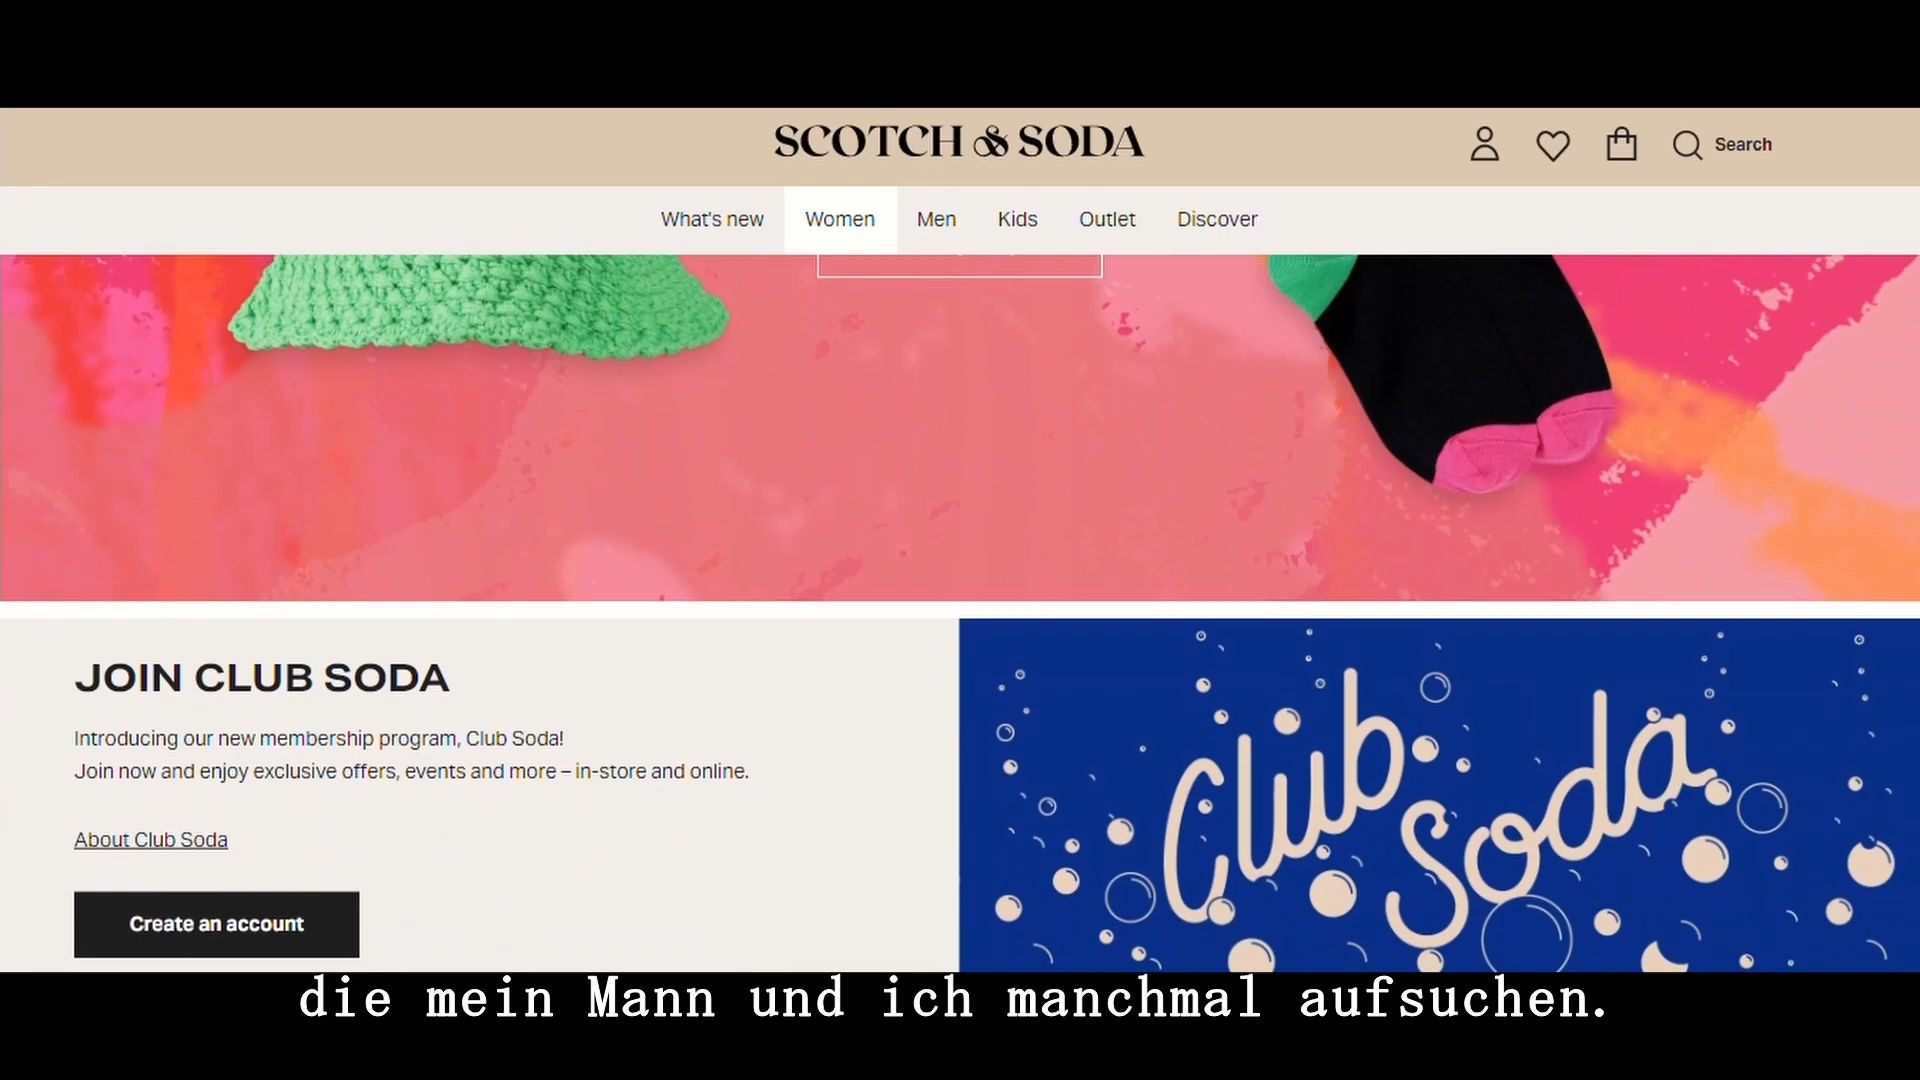 SCOTCH & SODA
Search
What's new Women Men Kids Outlet Discover
JOIN CLUB SODA
Introducing our new membership program, Club Soda!
Join now and enjoy exclusive offers, events and more – in-store and online.
About Club Soda
Create an account
Club Soda
die mein Mann und ich manchmal aufsuchen.